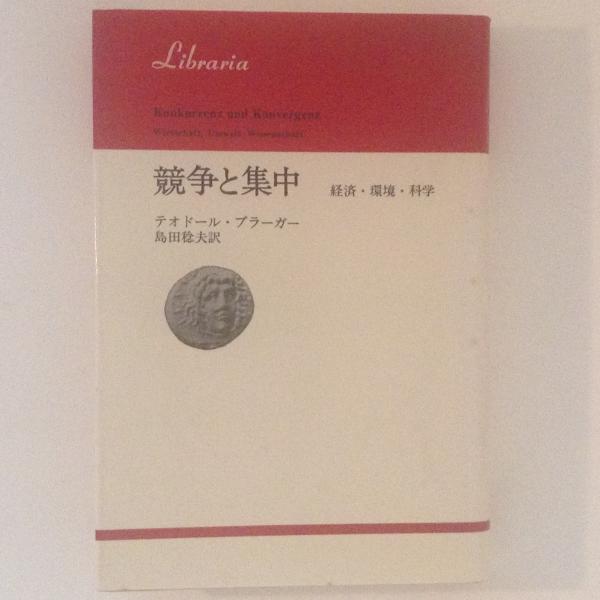 Libraria
Konkurrenz und Konvergenz
Wirtschaft, Umwelt, Wissenschaft
競争と集中 経済・環境・科学
テオドール・プラーガー
島田稔夫訳